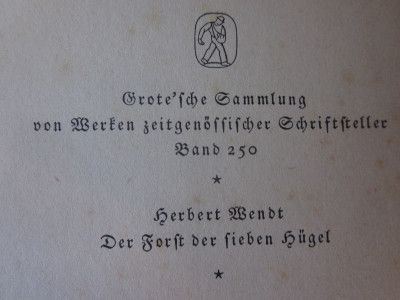 Grote'sche Sammlung
von Werken zeitgenössischer Schriftsteller
Band 250
*
Herbert Wendt
Der Forst der sieben Hügel
*